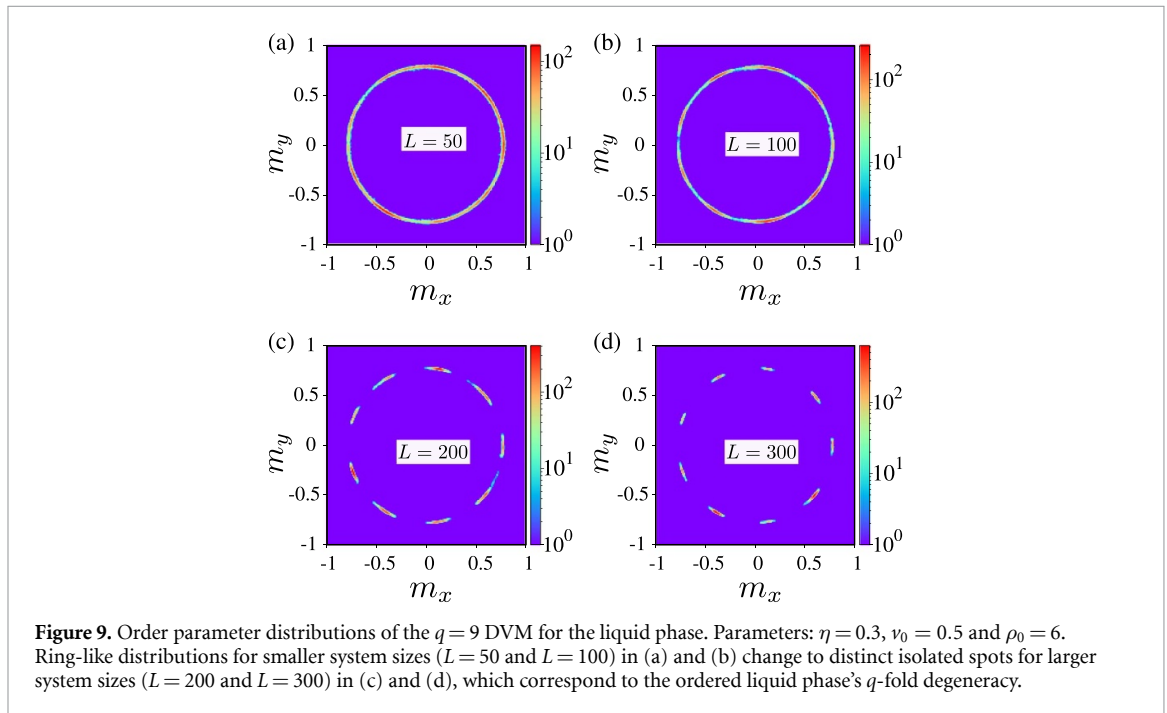 (a)
1
0.5
0
-0.5
-1
-1 -0.5 0 0.5 1
m_y
m_x
L = 50
10^2
10^1
10^0
(b)
1
0.5
0
-0.5
-1
-1 -0.5 0 0.5 1
m_y
m_x
L = 100
10^2
10^1
10^0
(c)
1
0.5
0
-0.5
-1
-1 -0.5 0 0.5 1
m_y
m_x
L = 200
10^2
10^1
10^0
(d)
1
0.5
0
-0.5
-1
-1 -0.5 0 0.5 1
m_y
m_x
L = 300
10^2
10^1
10^0
Figure 9. Order parameter distributions of the q = 9 DVM for the liquid phase. Parameters: η = 0.3, v₀ = 0.5 and ρ₀ = 6.
Ring-like distributions for smaller system sizes (L = 50 and L = 100) in (a) and (b) change to distinct isolated spots for larger
system sizes (L = 200 and L = 300) in (c) and (d), which correspond to the ordered liquid phase's q-fold degeneracy.